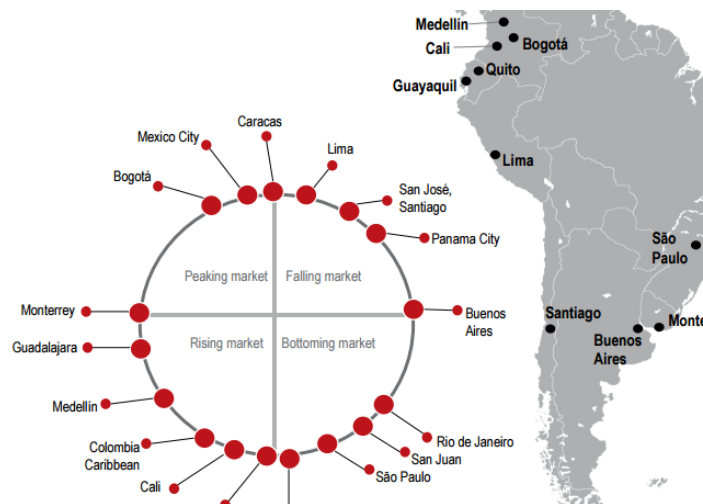 Medellín
Cali
Bogotá
Quito
Guayaquil
Lima
São
Paulo
Santiago
Buenos
Aires
Monte
Caracas
Mexico City
Lima
Bogotá
San José,
Santiago
Panama City
Peaking market
Falling market
Monterrey
Buenos
Aires
Guadalajara
Rising market
Bottoming market
Medellín
Colombia
Caribbean
Rio de Janeiro
San Juan
São Paulo
Cali